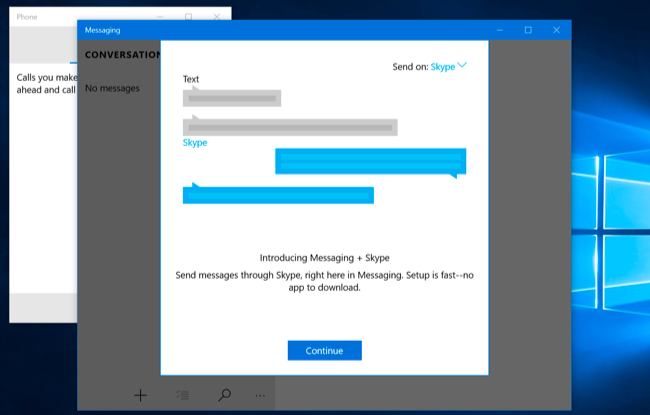 Phone
Messaging
Calls you make
ahead and call
CONVERSATION
No messages
Send on: Skype
Text
Skype
Introducing Messaging + Skype
Send messages through Skype, right here in Messaging. Setup is fast--no
app to download.
Continue